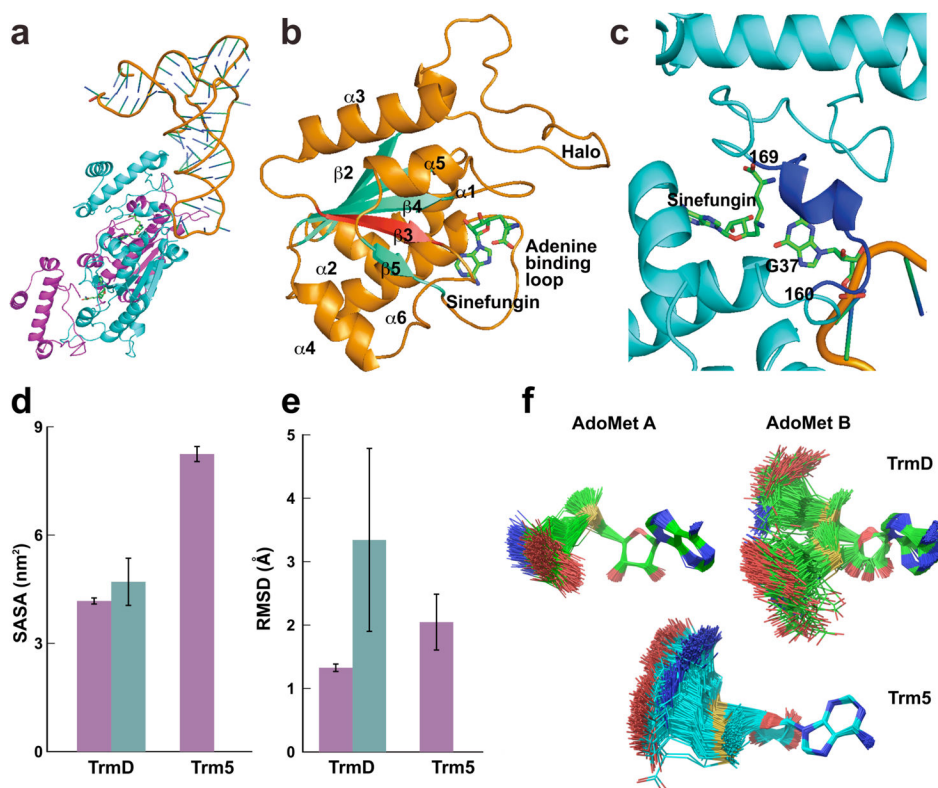 a
b
c
α3
Halo
β2
α5
α1
β4
β3
α2
β5
Adenine
binding
loop
Sinefungin
α6
α4
169
Sinefungin
G37
160
d
e
f
SASA (nm²)
9
6
3
0
TrmD Trm5
RMSD (Å)
5
4
3
2
1
0
TrmD Trm5
AdoMet A AdoMet B
TrmD
Trm5